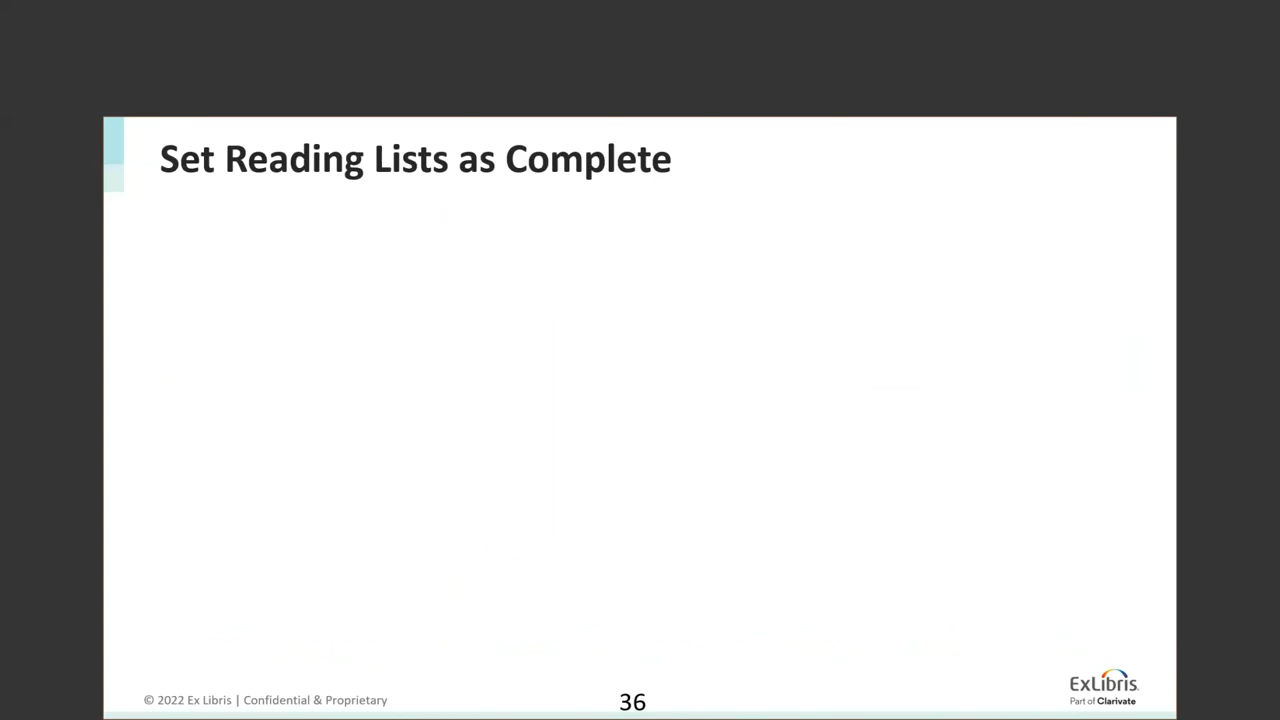 Set Reading Lists as Complete
© 2022 Ex Libris | Confidential & Proprietary
36
ExLibris
Part of Clarivate